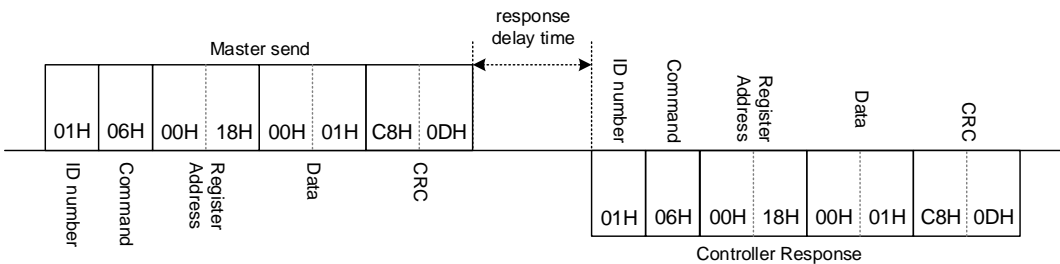 response
delay time
Master send
01H 06H 00H 18H 00H 01H C8H 0DH
ID number
Command
Register
Address
Data
CRC
ID number
Command
Register
Address
Data
CRC
01H 06H 00H 18H 00H 01H C8H 0DH
Controller Response